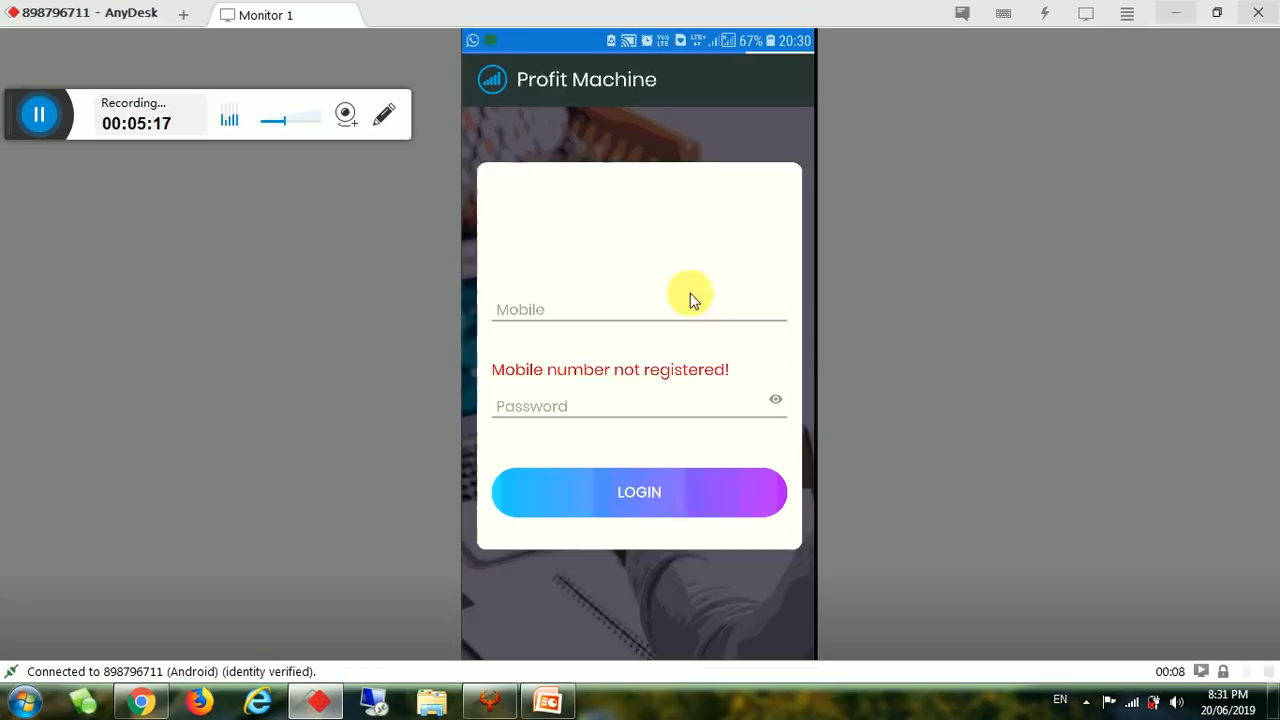 898796711 - AnyDesk
Monitor 1
67% 20:30
Profit Machine
Recording...
00:05:17
Mobile
Mobile number not registered!
Password
LOGIN
Connected to 898796711 (Android) (identity verified).
00:08
EN
8:31 PM
20/06/2019